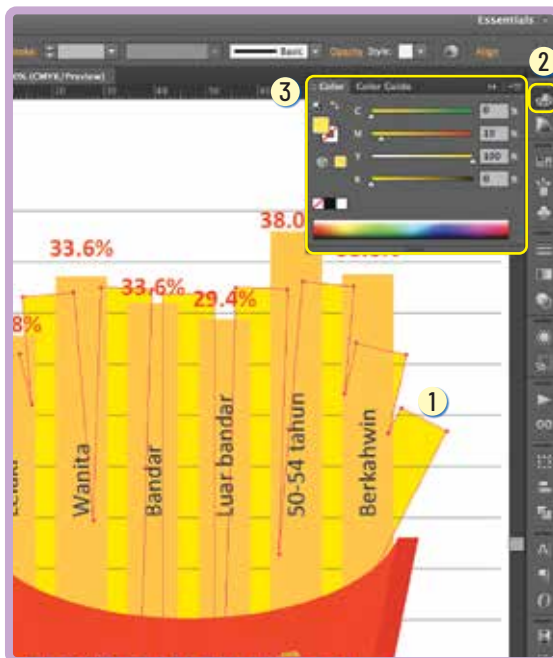 Essentials
Stroke:
Basic
Opacity
Style:
Align
0% (CMYK/Preview)
2
3
Color
Color Guide
C
0
%
M
10
%
Y
100
%
K
0
%
38.0
33.6%
33,6%
29.4%
8%
1
Wanita
Bandar
Luar bandar
50-54 tahun
Berkahwin